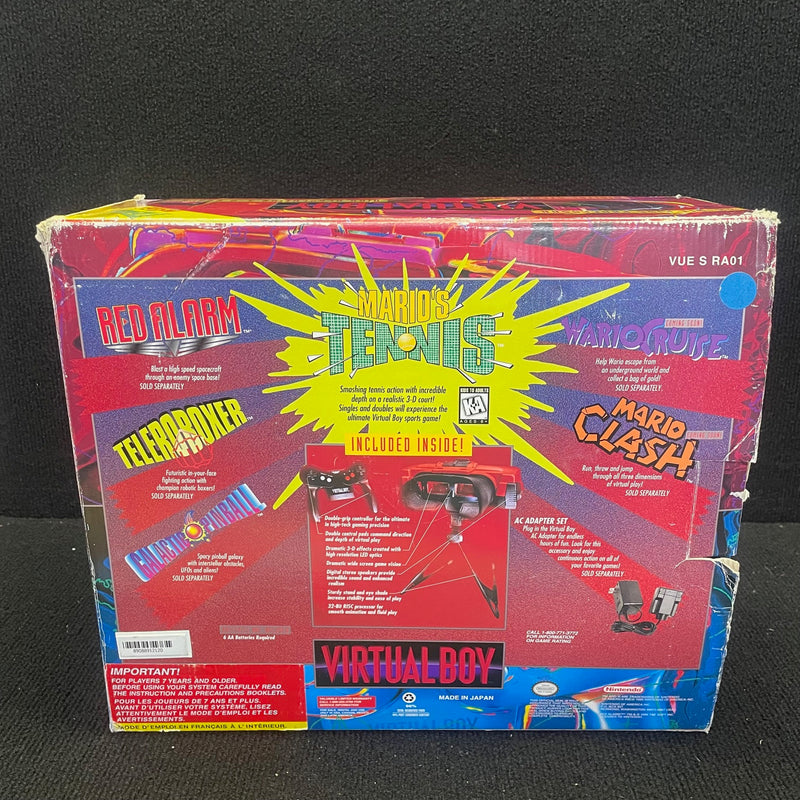 VUE S RA01
RED ALARM™
Blast a high speed spacecraft
through an enemy space base!
SOLD SEPARATELY
MARIO'S
TENNIS™
Smashing tennis action with incredible
depth on a realistic 3-D court!
Singles and doubles will experience the
ultimate Virtual Boy sports game!
KIDS TO ADULTS
KA
AGES 6+
INCLUDED INSIDE!
COMING SOON!
WARIO CRUISE™
Help Wario escape from
an underground world and
collect a bag of gold!
SOLD SEPARATELY
TELEROBOXER™
Futuristic in-your-face
fighting action with
champion robotic boxers!
SOLD SEPARATELY
MARIO
CLASH™
COMING SOON!
Run, throw and jump
through all three dimensions
of virtual play!
SOLD SEPARATELY
GALACTIC PINBALL™
Spacy pinball galaxy
with interstellar obstacles,
UFOs and aliens!
SOLD SEPARATELY
Double-grip controller for the ultimate
in high-tech gaming precision
Double control pads command direction
and depth of virtual play
Dramatic 3-D effects created with
high resolution LED optics
Dramatic wide screen game vision
Digital stereo speakers provide
incredible sound and enhanced
realism
Sturdy stand and eye shade
increase stability and ease of play
32-Bit RISC processor for
smooth animation and fluid play
AC ADAPTER SET
Plug in the Virtual Boy
AC Adapter for endless
hours of fun. Look for this
accessory and enjoy
continuous action on all of
your favorite games!
SOLD SEPARATELY
CALL 1-800-771-3772
FOR INFORMATION
ON GAME RATING
6 AA Batteries Required
89088912120
VIRTUAL BOY
IMPORTANT!
FOR PLAYERS 7 YEARS AND OLDER.
BEFORE USING YOUR SYSTEM CAREFULLY READ
THE INSTRUCTION AND PRECAUTIONS BOOKLETS.
POUR LES JOUEURS DE 7 ANS ET PLUS.
AVANT D'UTILISER VOTRE SYSTÈME, LISEZ
ATTENTIVEMENT LE MODE D'EMPLOI ET LES
AVERTISSEMENTS.
MODE D'EMPLOI EN FRANÇAIS À L'INTÉRIEUR.
MADE IN JAPAN
Nintendo
VIRTUAL BOY